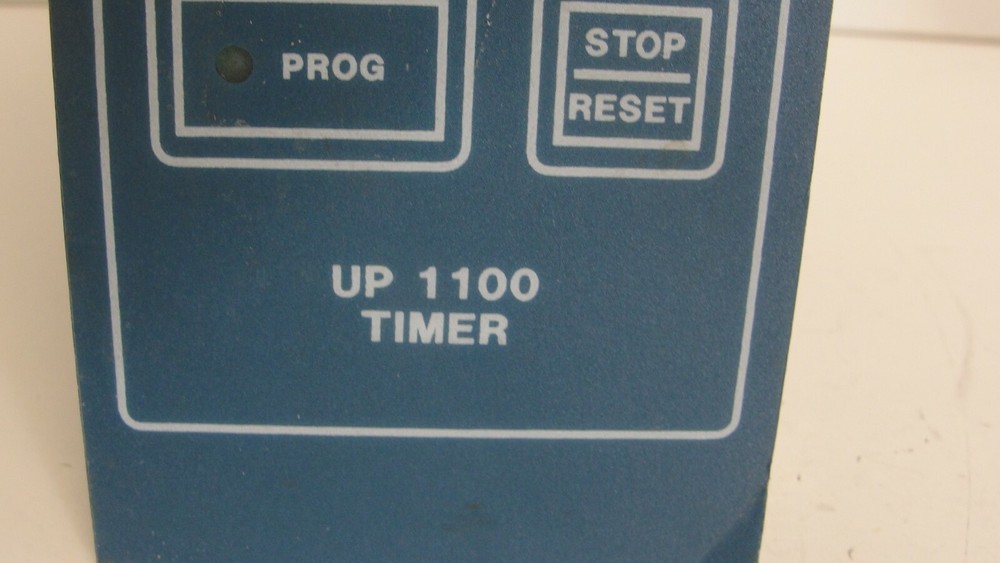 PROG
STOP
RESET
UP 1100
TIMER